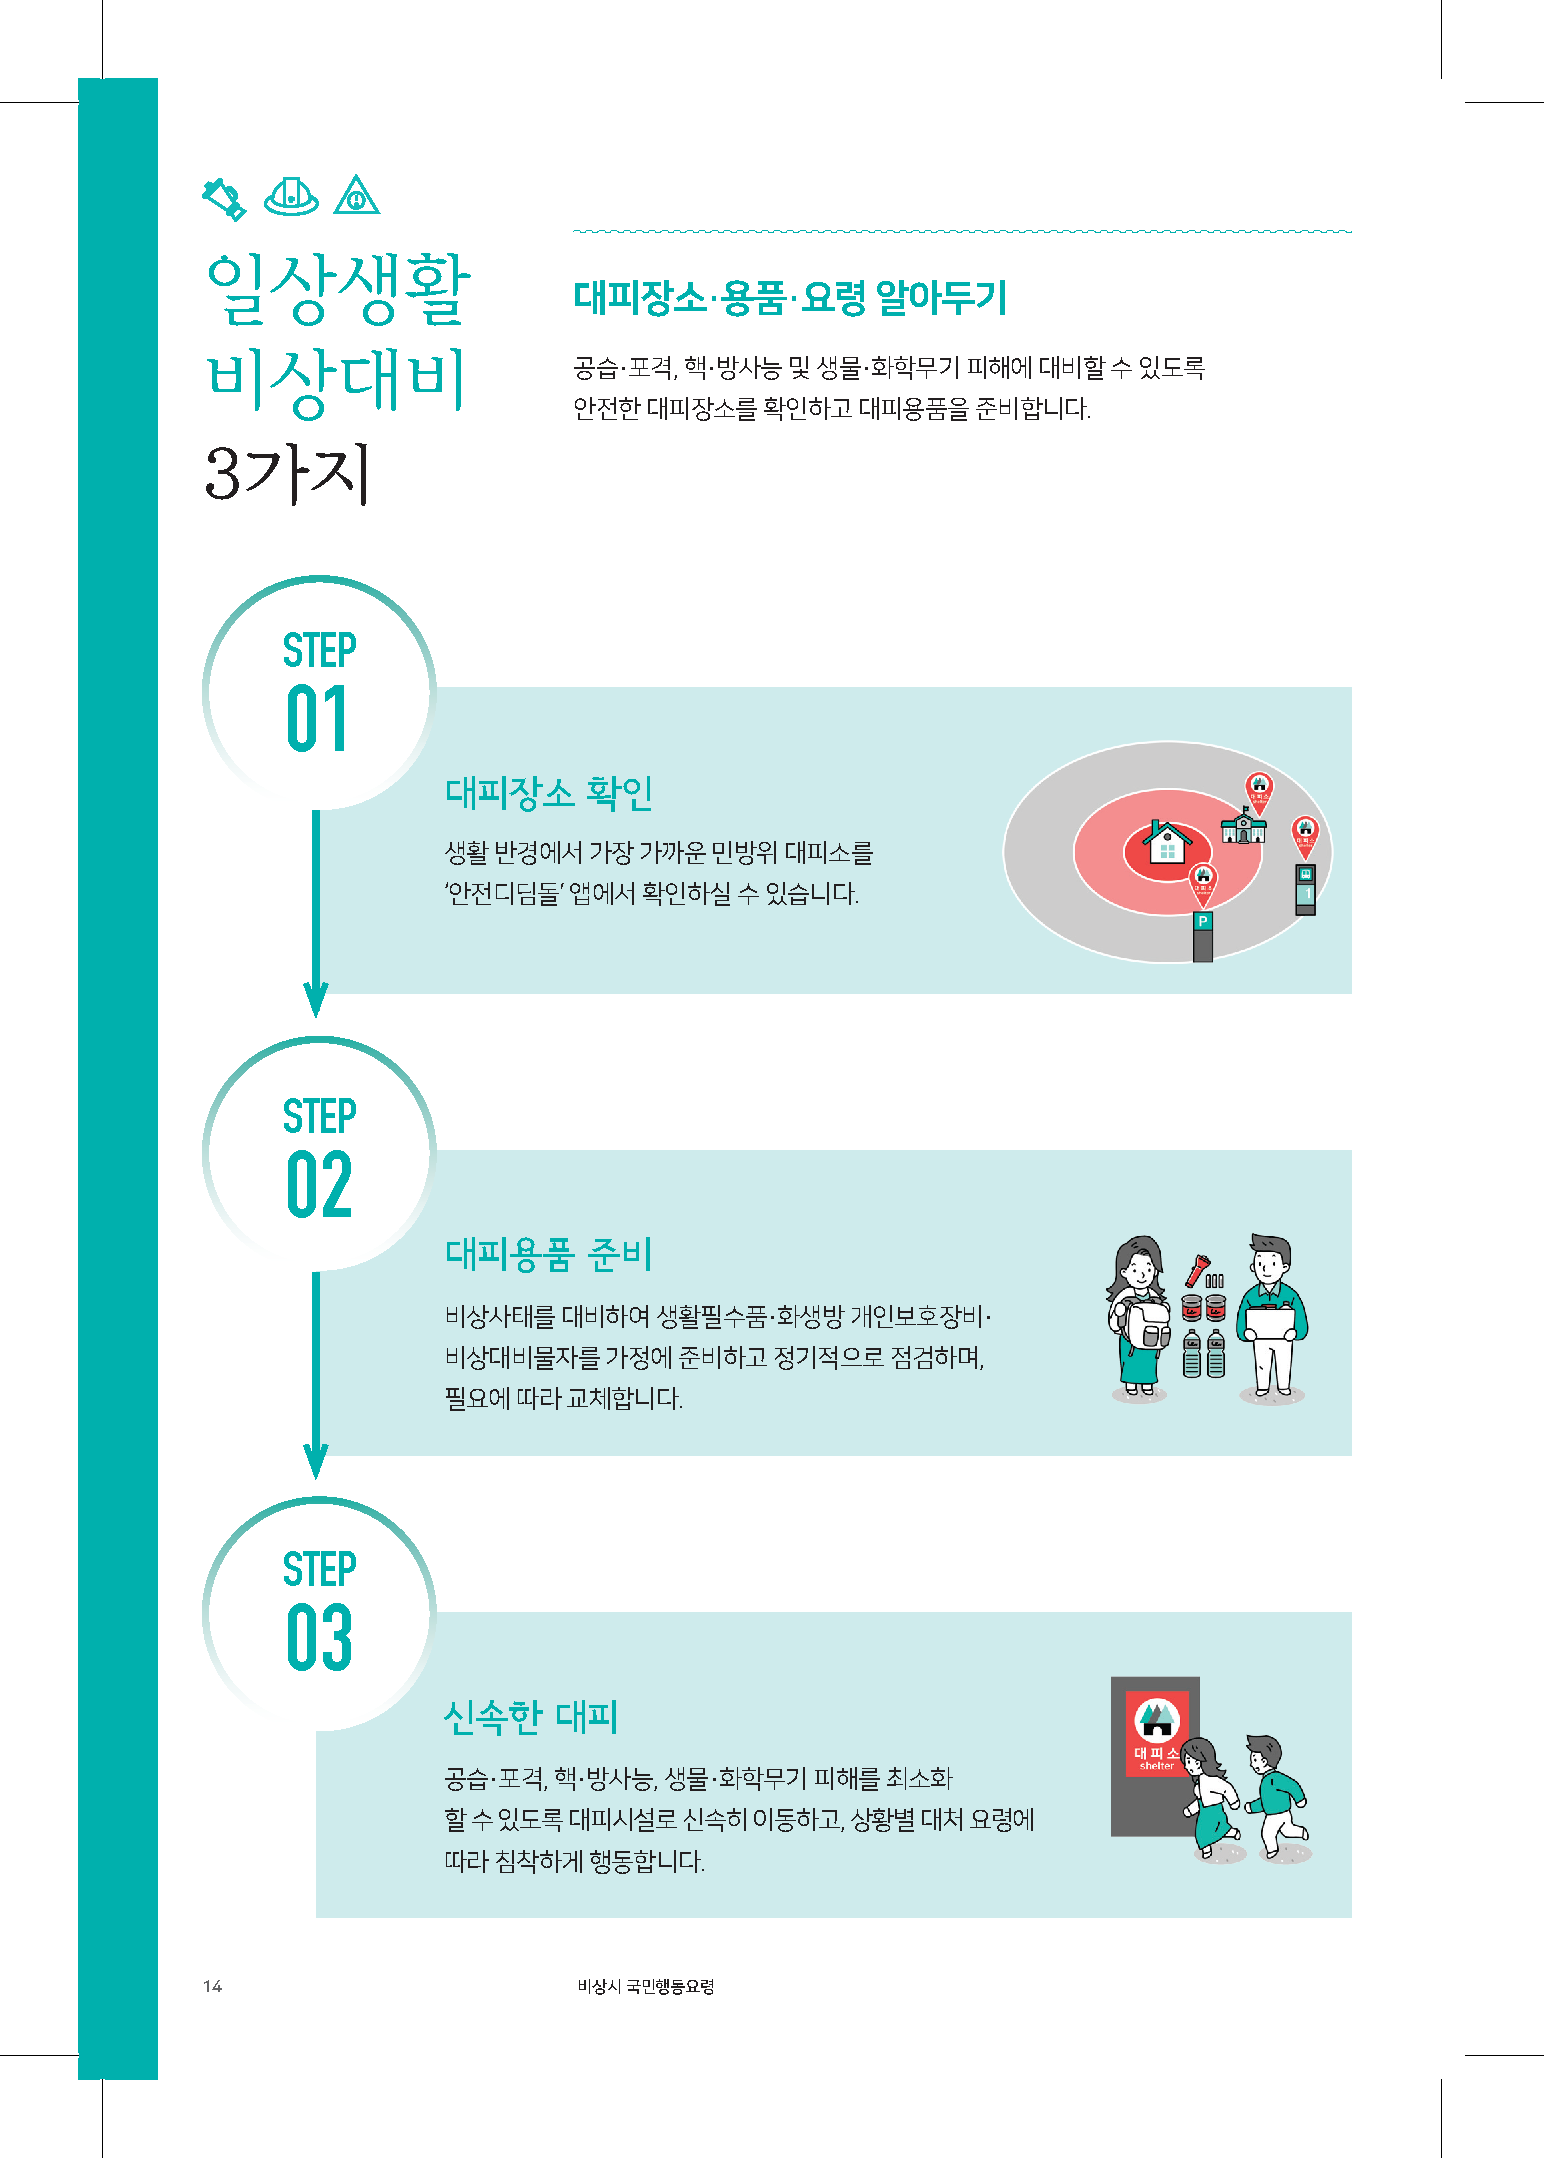 일상생활
비상대비
3가지
대피장소·용품·요령 알아두기
공습·포격, 핵·방사능 및 생물·화학무기 피해에 대비할 수 있도록
안전한 대피장소를 확인하고 대피용품을 준비합니다.
STEP
01
대피장소 확인
생활 반경에서 가장 가까운 민방위 대피소를
‘안전디딤돌’ 앱에서 확인하실 수 있습니다.
대피소
shelter
대피소
shelter
대피소
shelter
1
P
STEP
02
대피용품 준비
비상사태를 대비하여 생활필수품·화생방 개인보호장비·
비상대비물자를 가정에 준비하고 정기적으로 점검하며,
필요에 따라 교체합니다.
STEP
03
신속한 대피
공습·포격, 핵·방사능, 생물·화학무기 피해를 최소화
할 수 있도록 대피시설로 신속히 이동하고, 상황별 대처 요령에
따라 침착하게 행동합니다.
대피소
shelter
14
비상시 국민행동요령